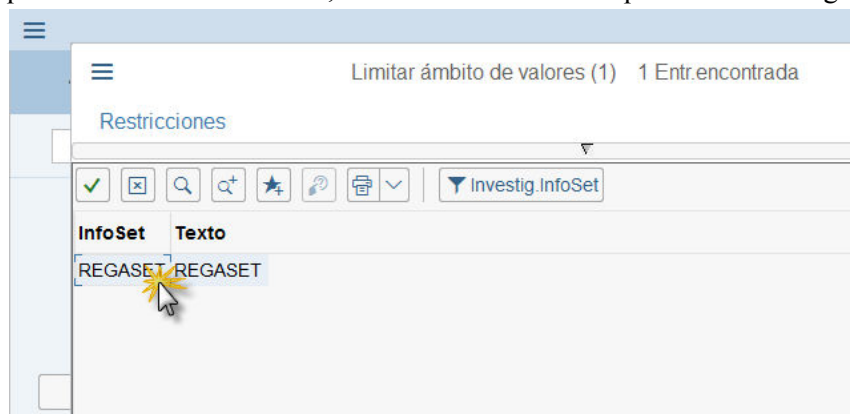 Limitar ámbito de valores (1) 1 Entr.encontrada
Restricciones
Investig.InfoSet
InfoSet Texto
REGASET REGASET